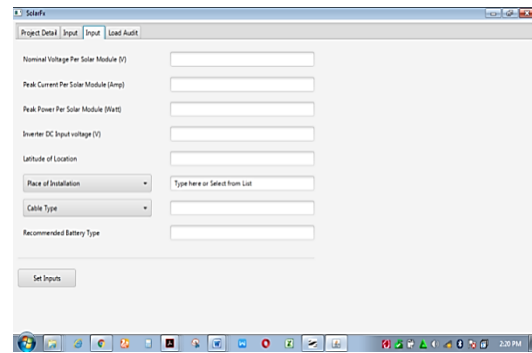 SolarFx
Project Detail Input Input Load Audit
Nominal Voltage Per Solar Module (V)
Peak Current Per Solar Module (Amp)
Peak Power Per Solar Module (Watt)
Inverter DC Input voltage (V)
Latitude of Location
Place of Installation Type here or Select from List
Cable Type
Recommended Battery Type
Set Inputs
2:20 PM